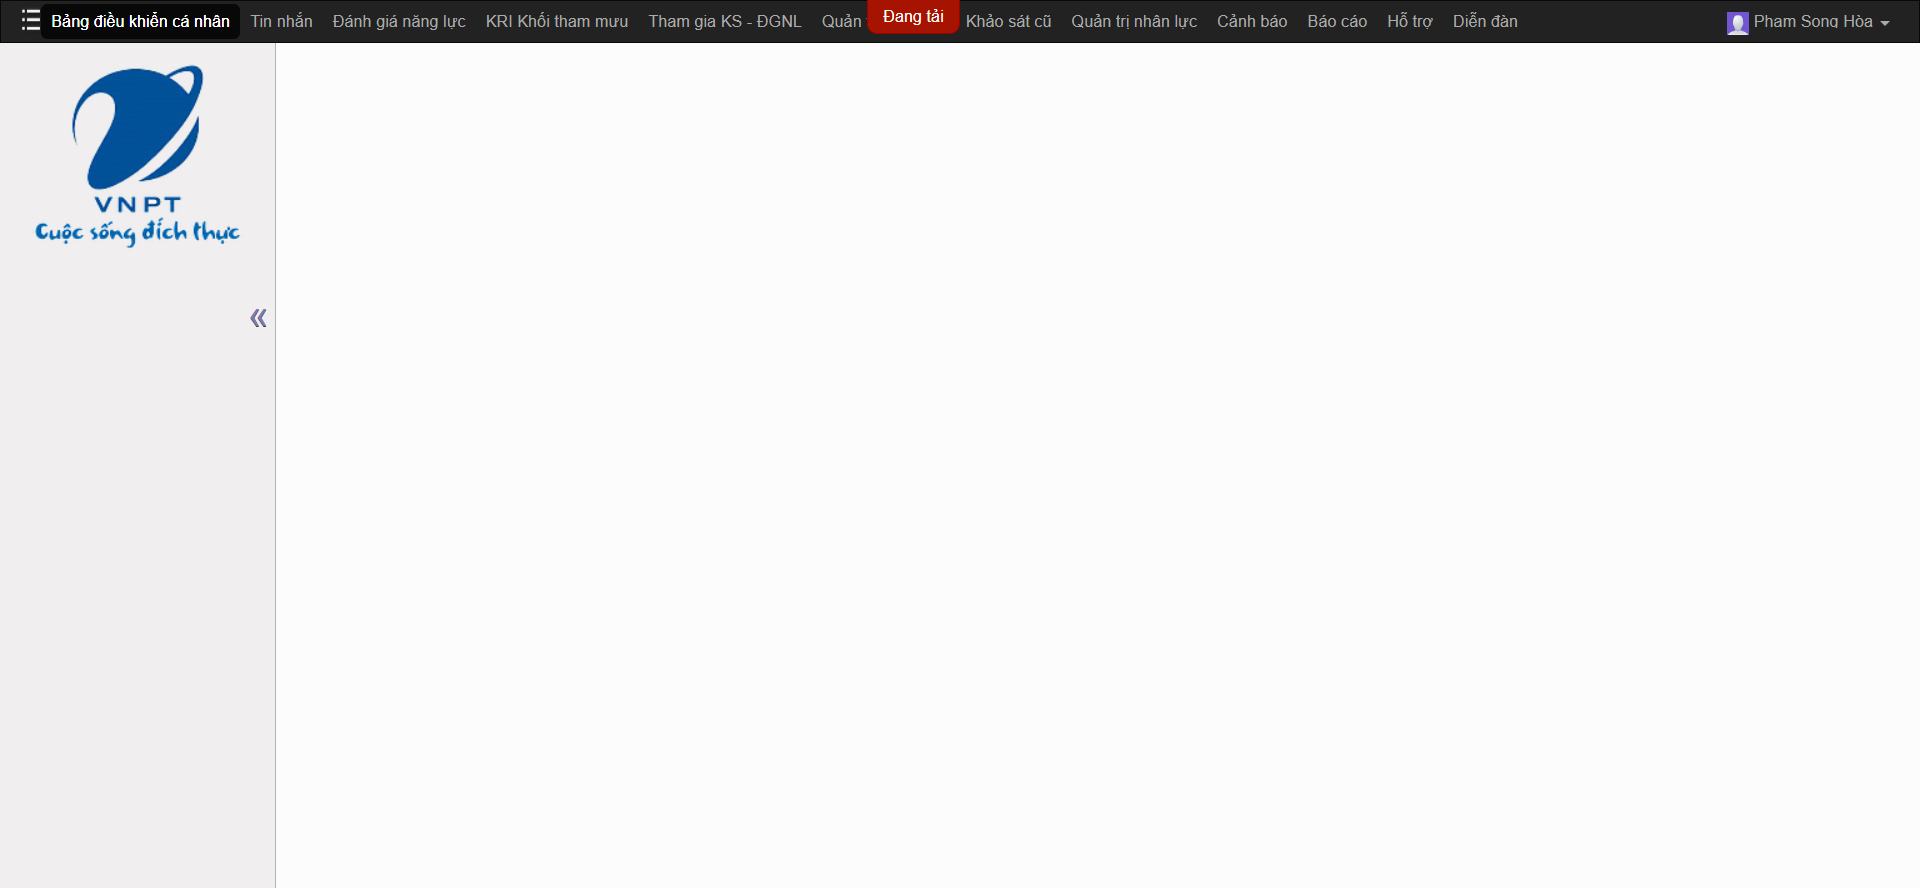 Bảng điều khiển cá nhân Tin nhắn Đánh giá năng lực KRI Khối tham mưu Tham gia KS - ĐGNL Quản Đang tải Khảo sát cũ Quản trị nhân lực Cảnh báo Báo cáo Hỗ trợ Diễn đàn Phạm Song Hòa
VNPT
Cuộc sống đích thực